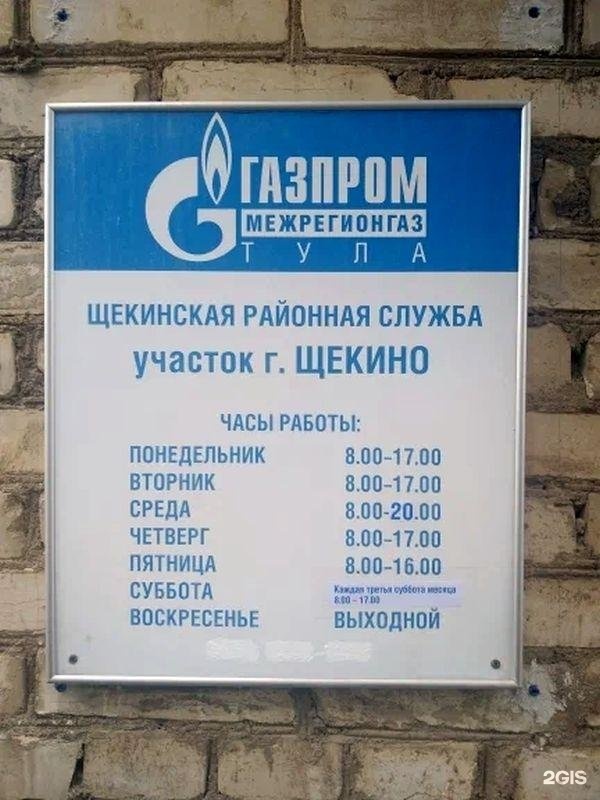 ГАЗПРОМ
МЕЖРЕГИОНГАЗ
ТУЛА
ЩЕКИНСКАЯ РАЙОННАЯ СЛУЖБА
участок г. ЩЕКИНО
ЧАСЫ РАБОТЫ:
ПОНЕДЕЛЬНИК 8.00-17.00
ВТОРНИК 8.00-17.00
СРЕДА 8.00-20.00
ЧЕТВЕРГ 8.00-17.00
ПЯТНИЦА 8.00-16.00
СУББОТА Каждая третья суббота месяца
8.00 - 17.00
ВОСКРЕСЕНЬЕ ВЫХОДНОЙ
2GIS